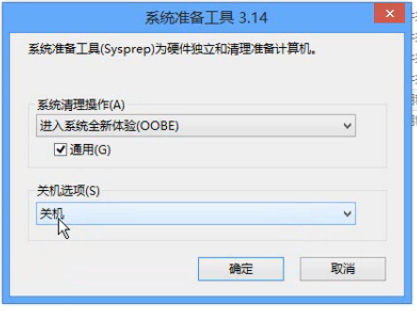 系统准备工具 3.14
系统准备工具(Sysprep)为硬件独立和清理准备计算机。
系统清理操作(A)
进入系统全新体验(OOBE)
通用(G)
关机选项(S)
关机
确定
取消